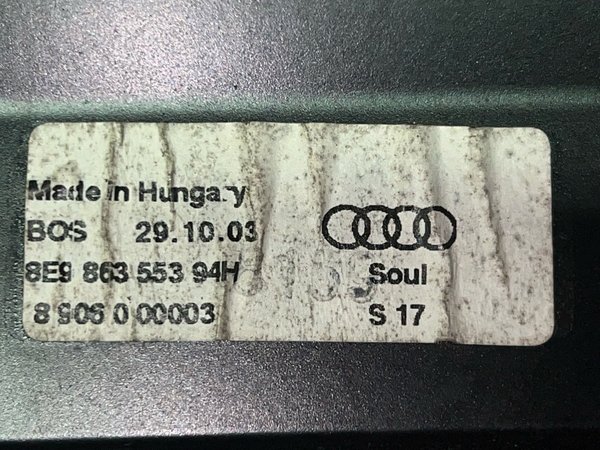 Made in Hungary
BOS 29.10.03
8E9 863 553 94H Soul
8 906 0 00003 S 17